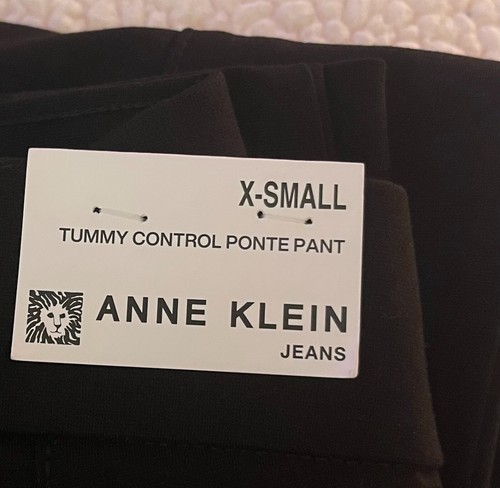 X-SMALL
TUMMY CONTROL PONTE PANT
ANNE KLEIN
JEANS